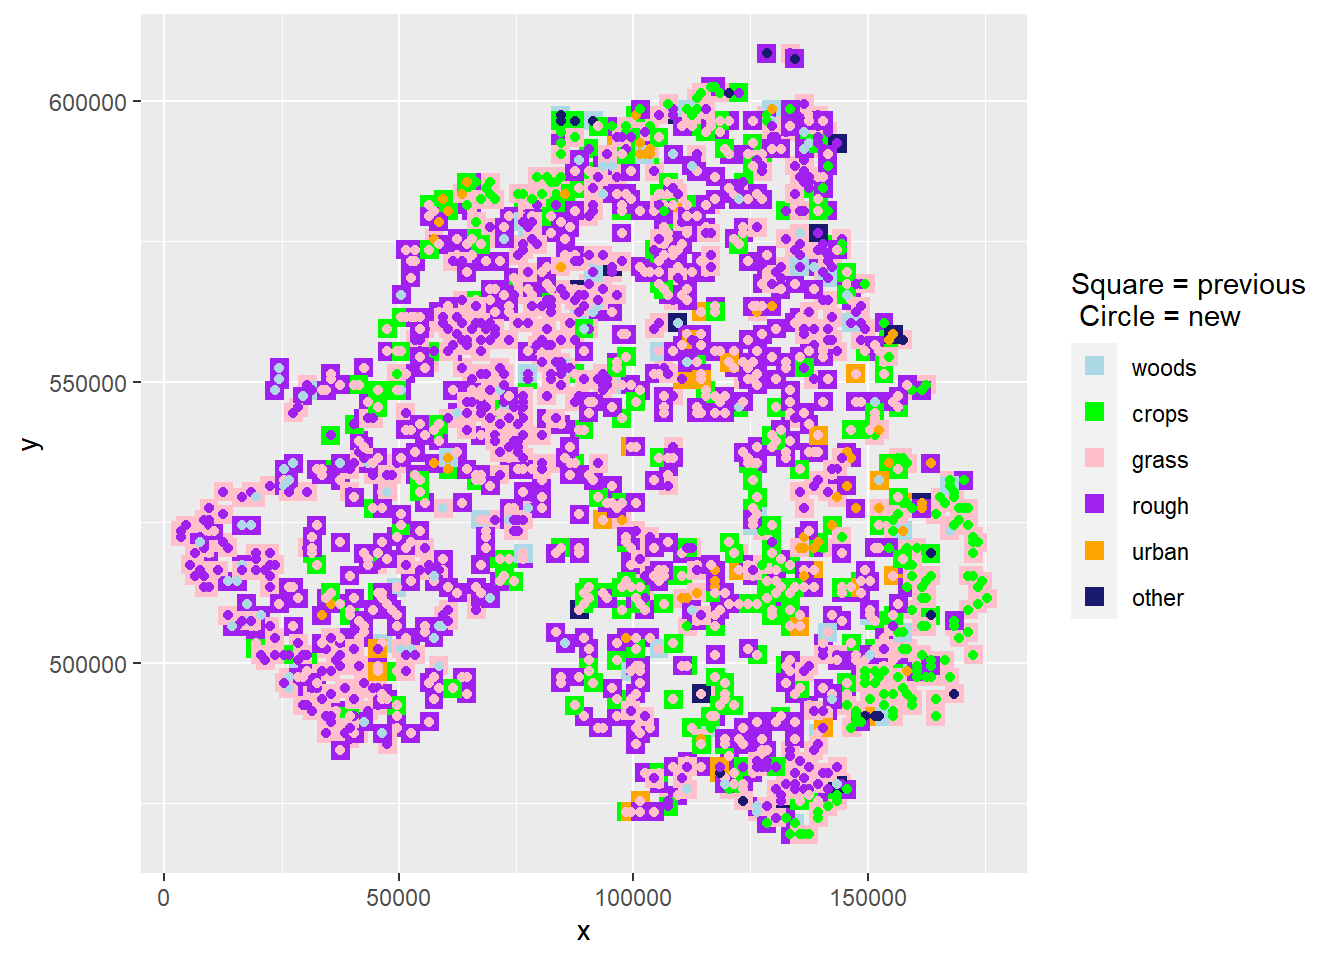 600000
550000
500000
y
0
50000
100000
150000
x
Square = previous
Circle = new
woods
crops
grass
rough
urban
other